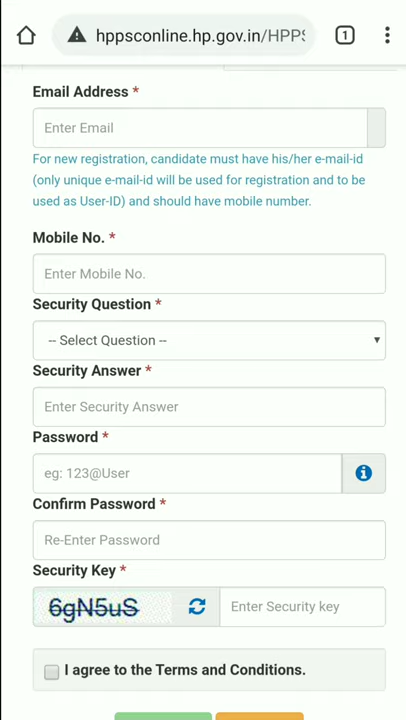 hppsconline.hp.gov.in/HPPS
1
Email Address *
Enter Email
For new registration, candidate must have his/her e-mail-id
(only unique e-mail-id will be used for registration and to be
used as User-ID) and should have mobile number.
Mobile No. *
Enter Mobile No.
Security Question *
-- Select Question --
Security Answer *
Enter Security Answer
Password *
eg: 123@User
Confirm Password *
Re-Enter Password
Security Key *
6gN5uS Enter Security key
I agree to the Terms and Conditions.